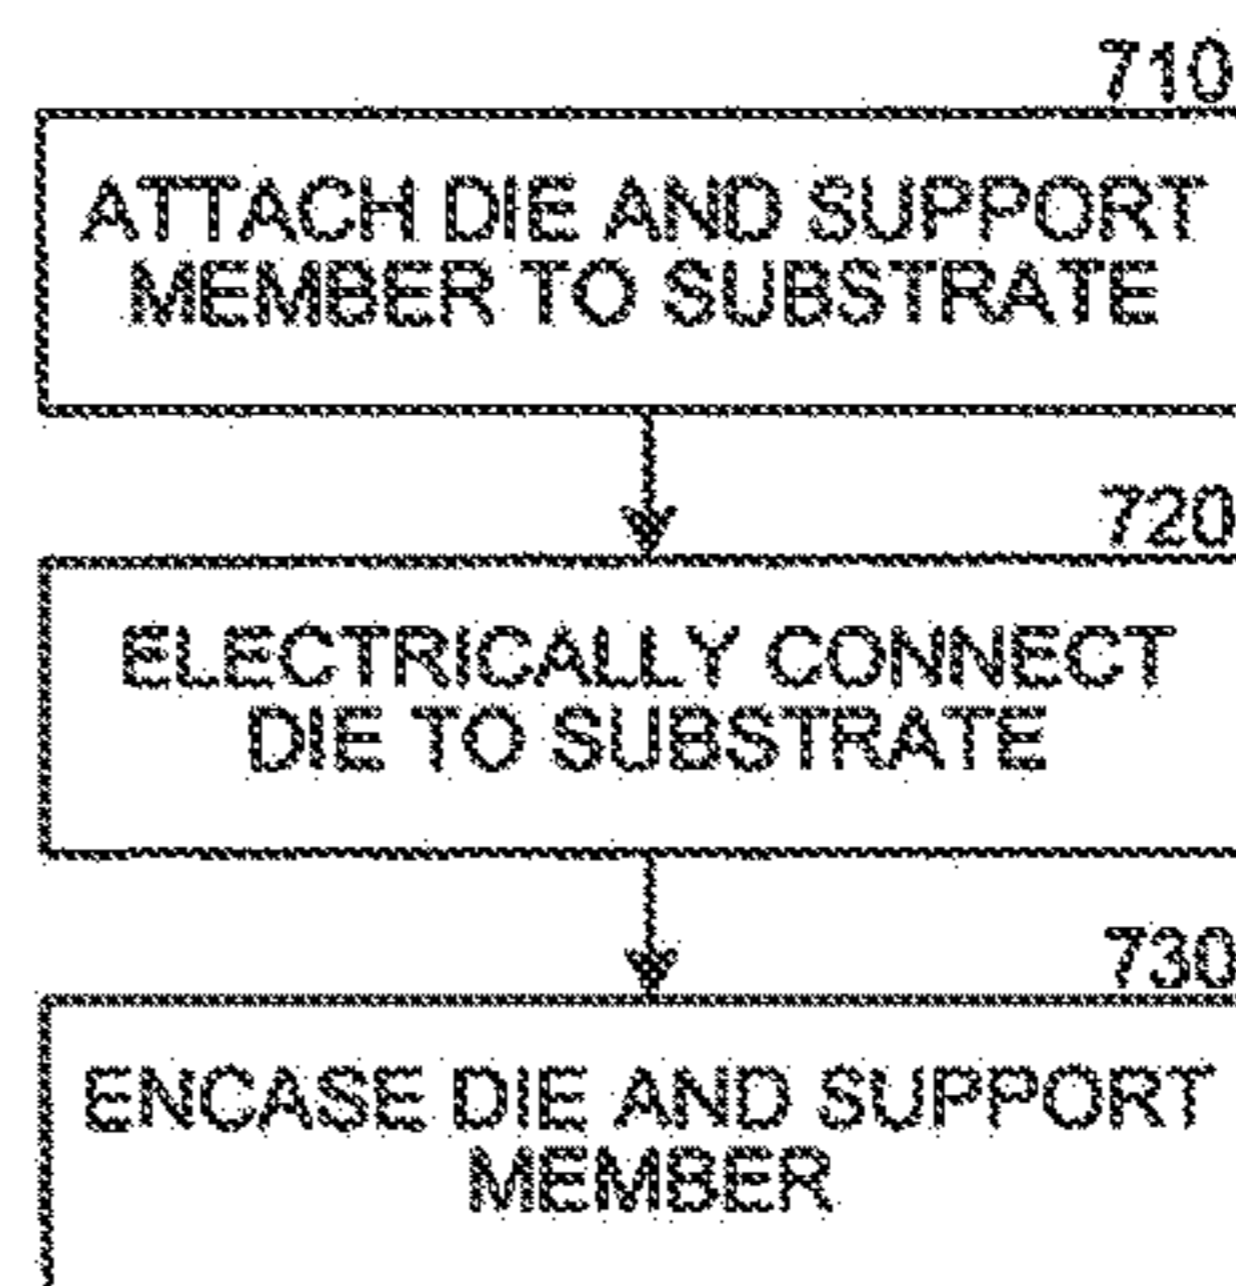 710
ATTACH DIE AND SUPPORT
MEMBER TO SUBSTRATE
720
ELECTRICALLY CONNECT
DIE TO SUBSTRATE
730
ENCASE DIE AND SUPPORT
MEMBER